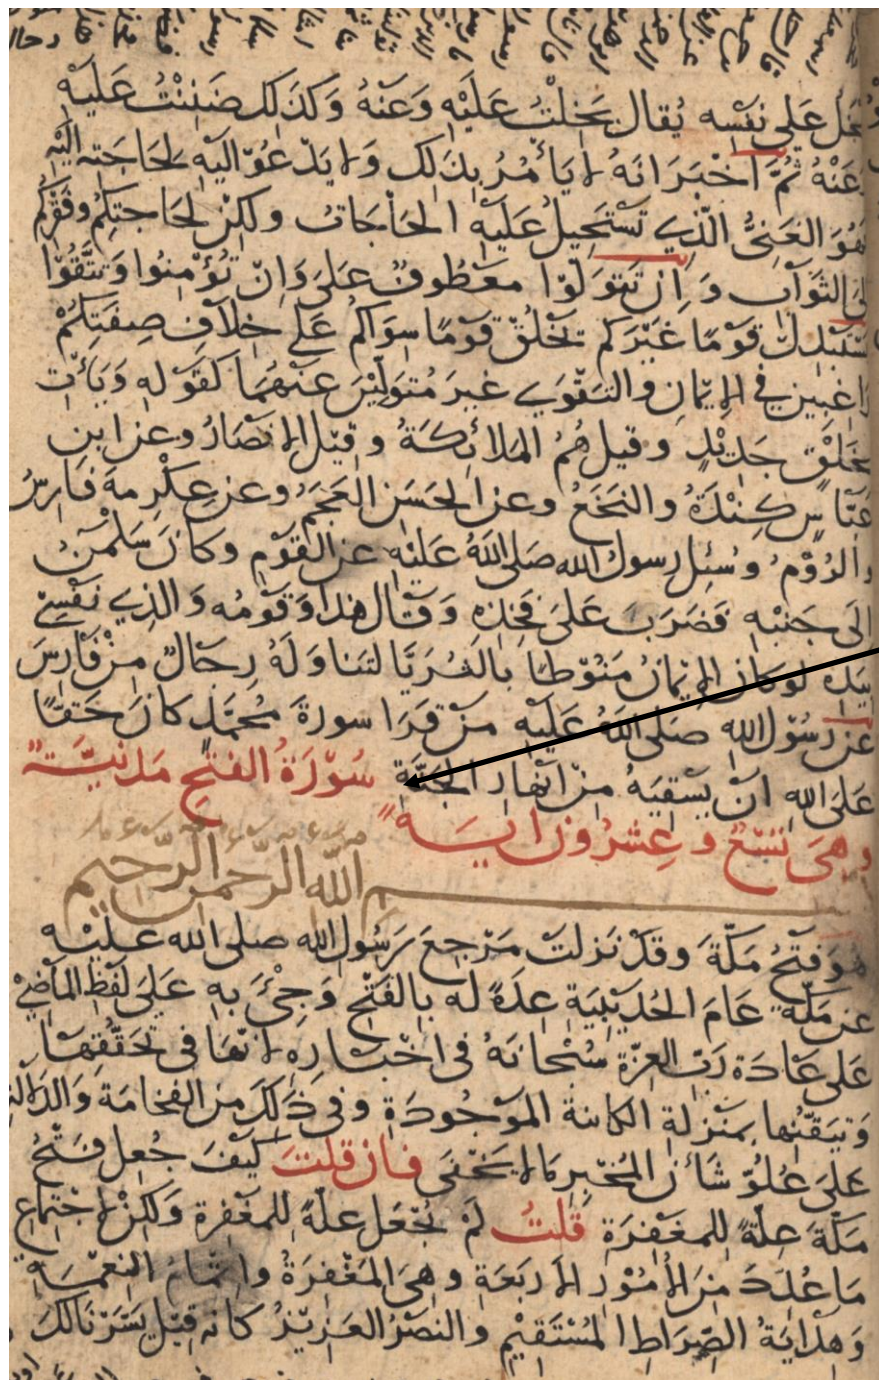 يبخل على نفسه يقال بخلت عليه وعنه وكذلك ضننت عليه
وعنه ثم اخبر انه لا يأمر بذلك ولا يدعو اليه لحاجته اليه
فهو الغني الذي تستحيل عليه الحاجات ولكن لحاجتكم وفقركم
الى الثواب وان تتولوا معطوف على وان تؤمنوا وتتقوا
يستبدل قوما غيركم يخلق قوما سواكم على خلاف صفتكم
راغبين في الايمان والتقوى غير متولين عنهما كقوله ويأت
بخلق جديد وقيل هم الملائكة وقيل الانصار وعن ابن
عباس كندة والنخع وعن الحسن العجم وعن عكرمة فارس
والروم وسئل رسول الله صلى الله عليه عن القوم وكان سلمن
الى جنبه فضرب على فخذه وقال هذا وقومه والذي نفسي
بيده لو كان الايمان منوطا بالثريا لتناوله رجال من فارس
عن رسول الله صلى الله عليه من قرا سورة محمد كان حقا
على الله ان يسقيه من انهار الجنة سورة الفتح مدنية
وهي تسع وعشرون اية
بسم الله الرحمن الرحيم
هو فتح مكة وقد نزلت مرجع رسول الله صلى الله عليه
عن مكة عام الحديبية عدة له بالفتح وجيء به على لفظ الماضي
على عادة رب العزة سبحانه في اخباره لانها في تحققها
وتيقنها بمنزلة الكائنة الموجودة وفي ذلك من الفخامة والدلالة
على علو شأن المخبر ما لا يخفى فان قلت كيف جعل فتح
مكة علة للمغفرة قلت لم يجعل علة للمغفرة ولكن لاجتماع
ما عدد من الامور الاربعة وهي المغفرة واتمام النعمة
وهداية الصراط المستقيم والنصر العزيز كانه قيل يسرنا لك